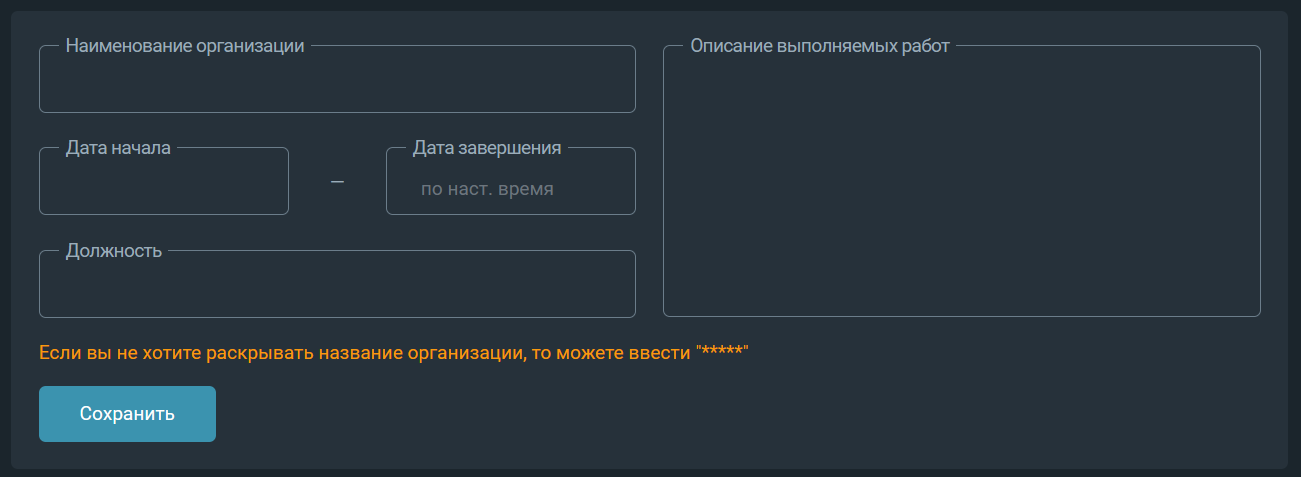 Наименование организации
Описание выполняемых работ
Дата начала
–
Дата завершения
по наст. время
Должность
Если вы не хотите раскрывать название организации, то можете ввести "*****"
Сохранить